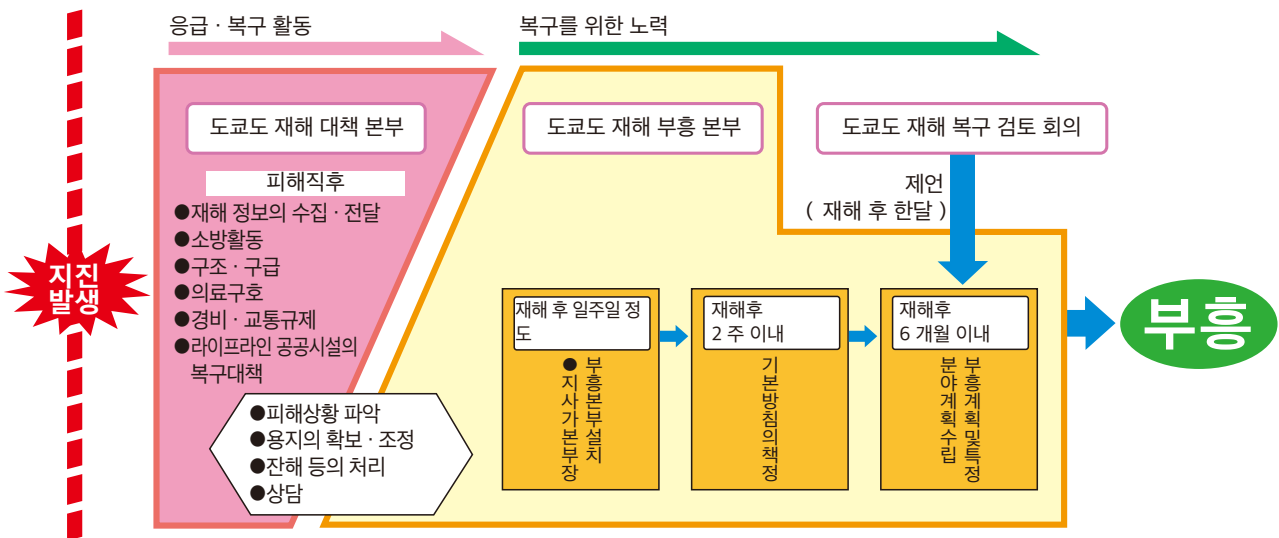 응급 · 복구 활동
복구를 위한 노력
지진
발생
도쿄도 재해 대책 본부
피해직후
●재해 정보의 수집 · 전달
●소방활동
●구조 · 구급
●의료구호
●경비 · 교통규제
●라이프라인 공공시설의
복구대책
●피해상황 파악
●용지의 확보 · 조정
●잔해 등의 처리
●상담
도쿄도 재해 부흥 본부
도쿄도 재해 복구 검토 회의
제언
( 재해 후 한달 )
재해 후 일주일 정
도
부흥본부설치
●지사가본부장
재해후
2 주 이내
기본방침의책정
재해후
6 개월 이내
부흥계획및특정
분야계획수립
부흥